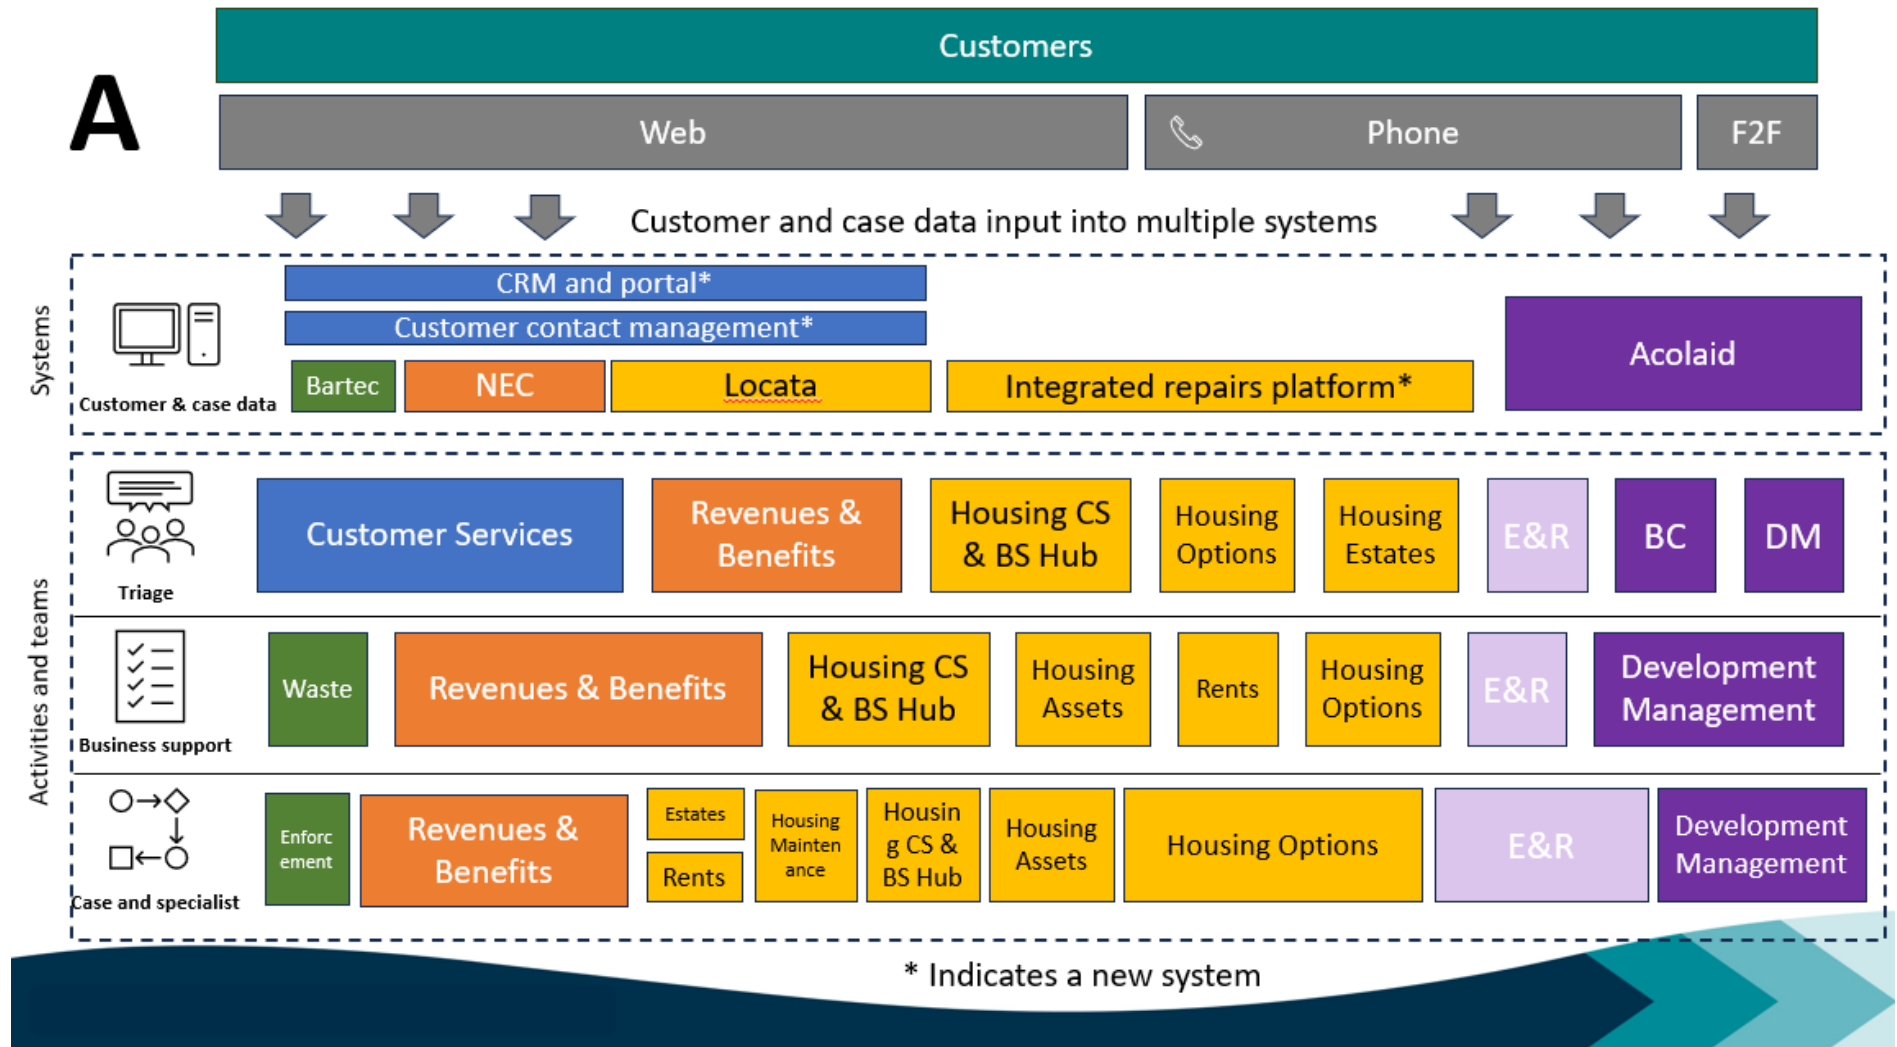 A
Customers
Web
Phone
F2F
Customer and case data input into multiple systems
Systems
Customer & case data
CRM and portal*
Customer contact management*
Bartec
NEC
Locata
Integrated repairs platform*
Acolaid
Activities and teams
Triage
Customer Services
Revenues &
Benefits
Housing CS
& BS Hub
Housing
Options
Housing
Estates
E&R
BC
DM
Business support
Waste
Revenues & Benefits
Housing CS
& BS Hub
Housing
Assets
Rents
Housing
Options
E&R
Development
Management
Case and specialist
Enforc
ement
Revenues &
Benefits
Estates
Rents
Housing
Mainten
ance
Housin
g CS &
BS Hub
Housing
Assets
Housing Options
E&R
Development
Management
* Indicates a new system